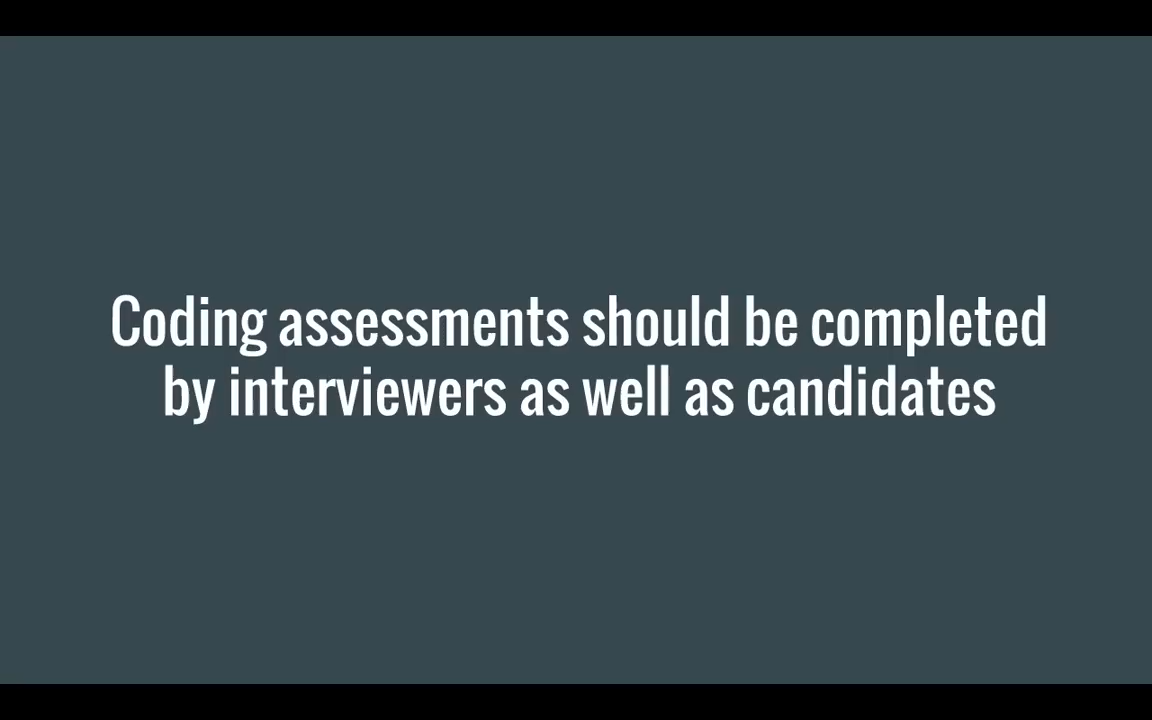 Coding assessments should be completed
by interviewers as well as candidates